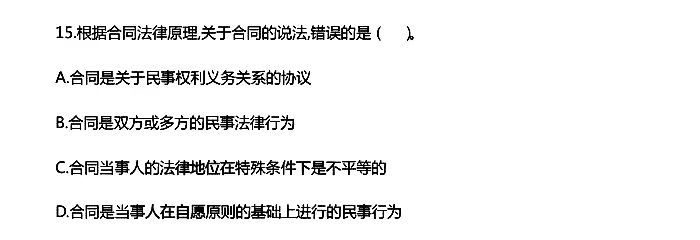 15.根据合同法律原理,关于合同的说法,错误的是（　　）。
A.合同是关于民事权利义务关系的协议
B.合同是双方或多方的民事法律行为
C.合同当事人的法律地位在特殊条件下是不平等的
D.合同是当事人在自愿原则的基础上进行的民事行为